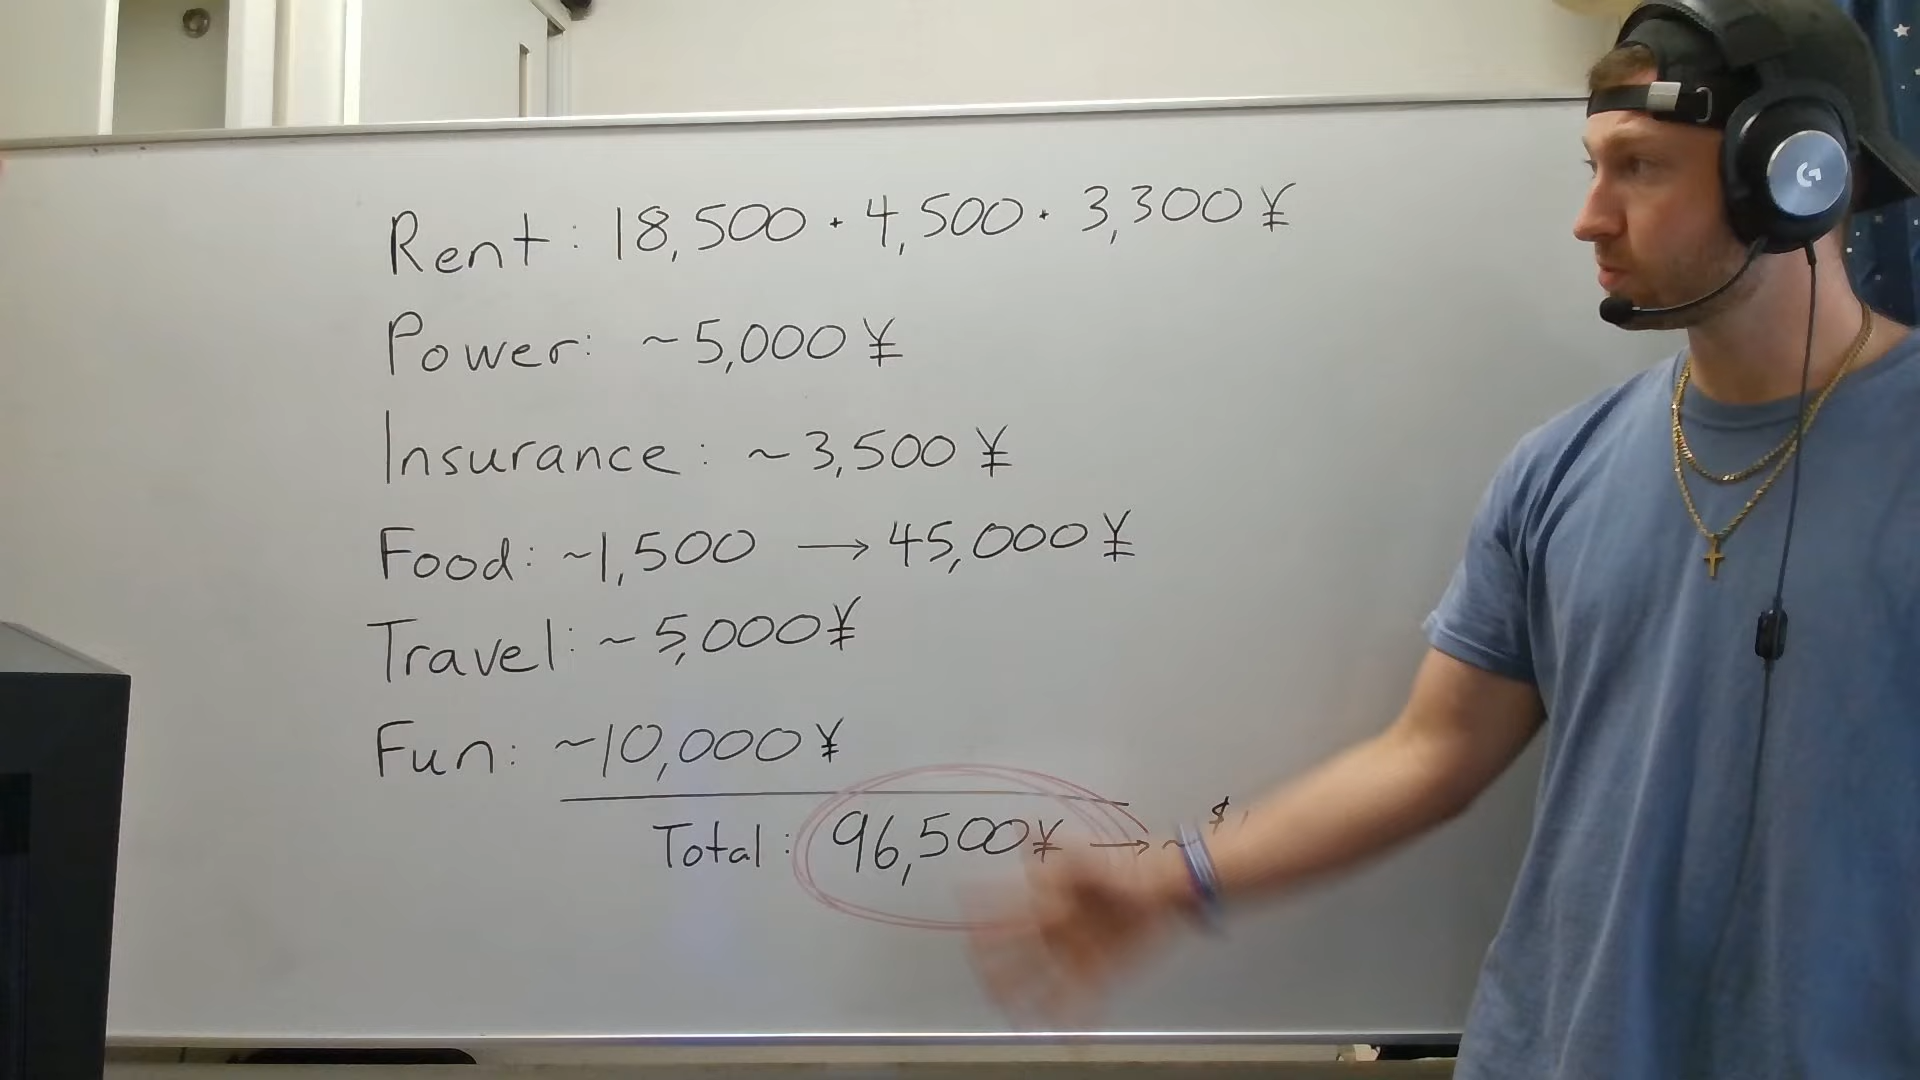 Rent: 18,500 · 4,500 · 3,300 ¥
Power: ~5,000 ¥
Insurance: ~3,500 ¥
Food: ~1,500 → 45,000 ¥
Travel: ~5,000 ¥
Fun: ~10,000 ¥
Total: 96,500 ¥ → ~ $
G